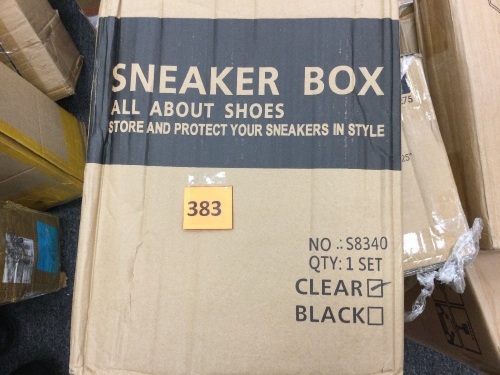 SNEAKER BOX
ALL ABOUT SHOES
STORE AND PROTECT YOUR SNEAKERS IN STYLE
383
NO .: S8340
QTY: 1 SET
CLEAR ☑
BLACK ☐